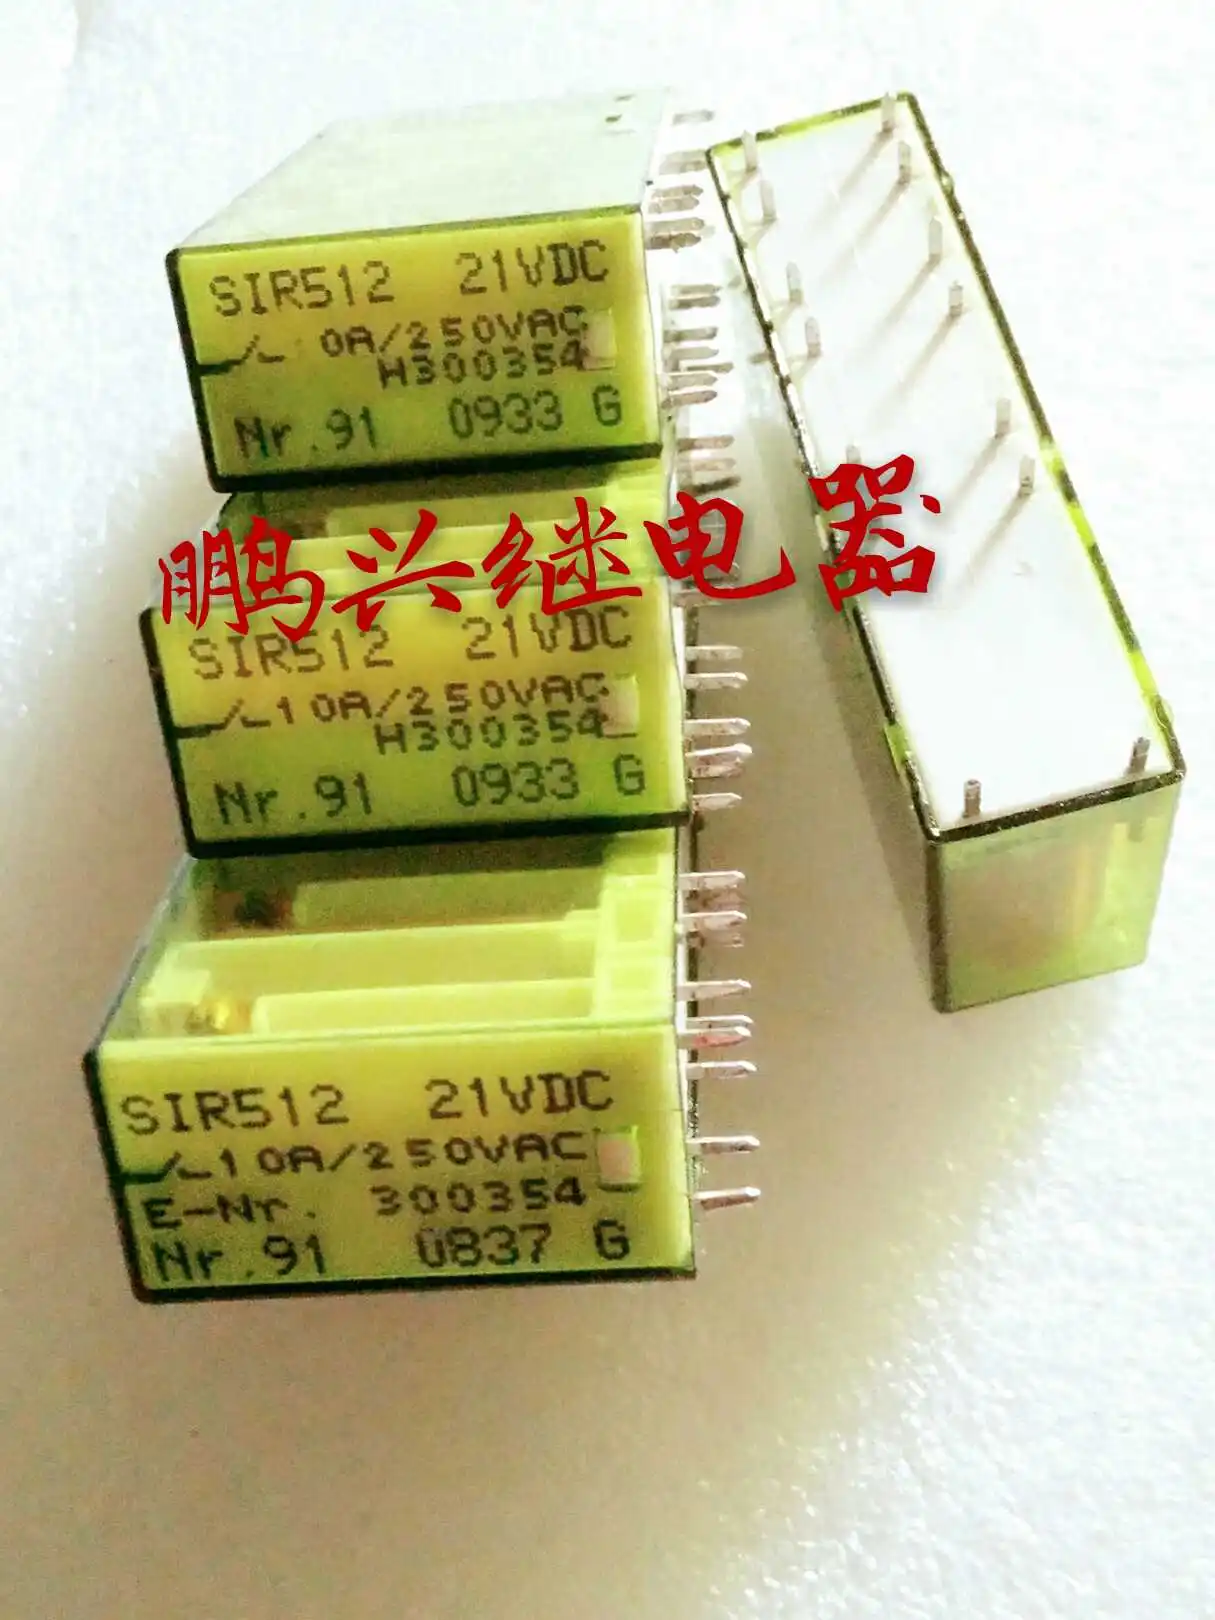 SIR512 21VDC
0A/250VAC
H300354
Nr.91 0933 G
鹏兴继电器
SIR512 21VDC
10A/250VAC
H300354
Nr.91 0933 G
SIR512 21VDC
10A/250VAC
E-Nr. 300354
Nr.91 0837 G